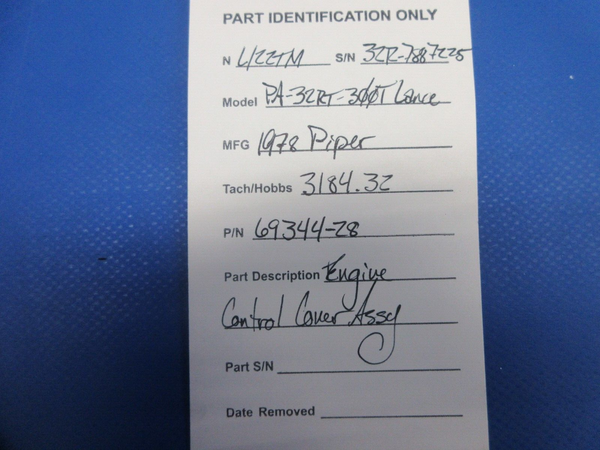 PART IDENTIFICATION ONLY
N 422TM S/N 32R-7887225
Model PA-32RT-300T Lance
MFG 1978 Piper
Tach/Hobbs 3184.32
P/N 69344-28
Part Description Engine
Control Cover Assy
Part S/N
Date Removed